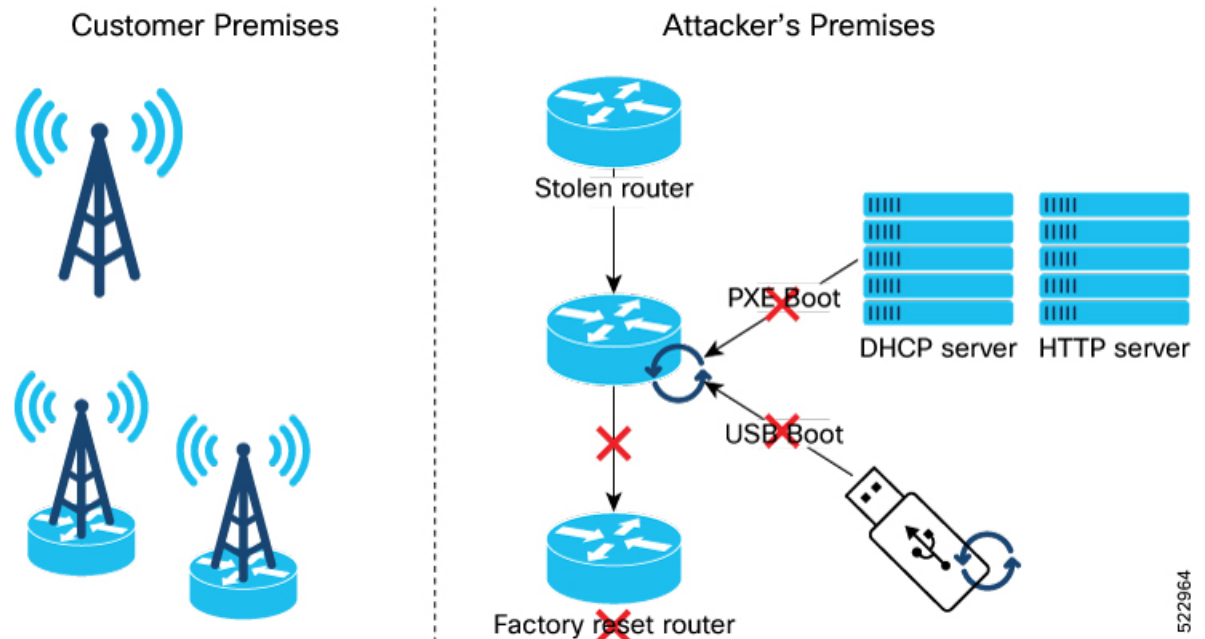 Customer Premises
Attacker's Premises
Stolen router
PXE Boot
DHCP server
HTTP server
USB Boot
Factory reset router
522964